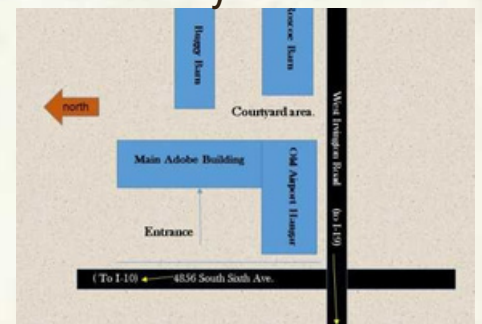 Buggy Barn
Roscoe Barn
north
Courtyard area.
West Irvington Road (to I-19)
Main Adobe Building
Old Airport Hangar
Entrance
( To I-10) 4856 South Sixth Ave.